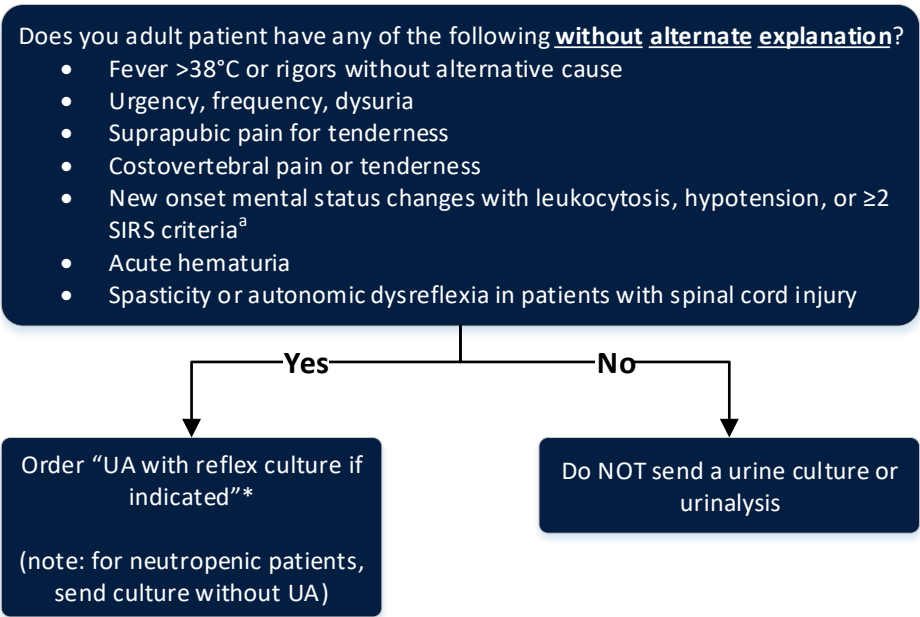 Does you adult patient have any of the following without alternate explanation?
• Fever >38°C or rigors without alternative cause
• Urgency, frequency, dysuria
• Suprapubic pain for tenderness
• Costovertebral pain or tenderness
• New onset mental status changes with leukocytosis, hypotension, or ≥2
SIRS criteriaᵃ
• Acute hematuria
• Spasticity or autonomic dysreflexia in patients with spinal cord injury
Yes
No
Order “UA with reflex culture if
indicated”*
(note: for neutropenic patients,
send culture without UA)
Do NOT send a urine culture or
urinalysis